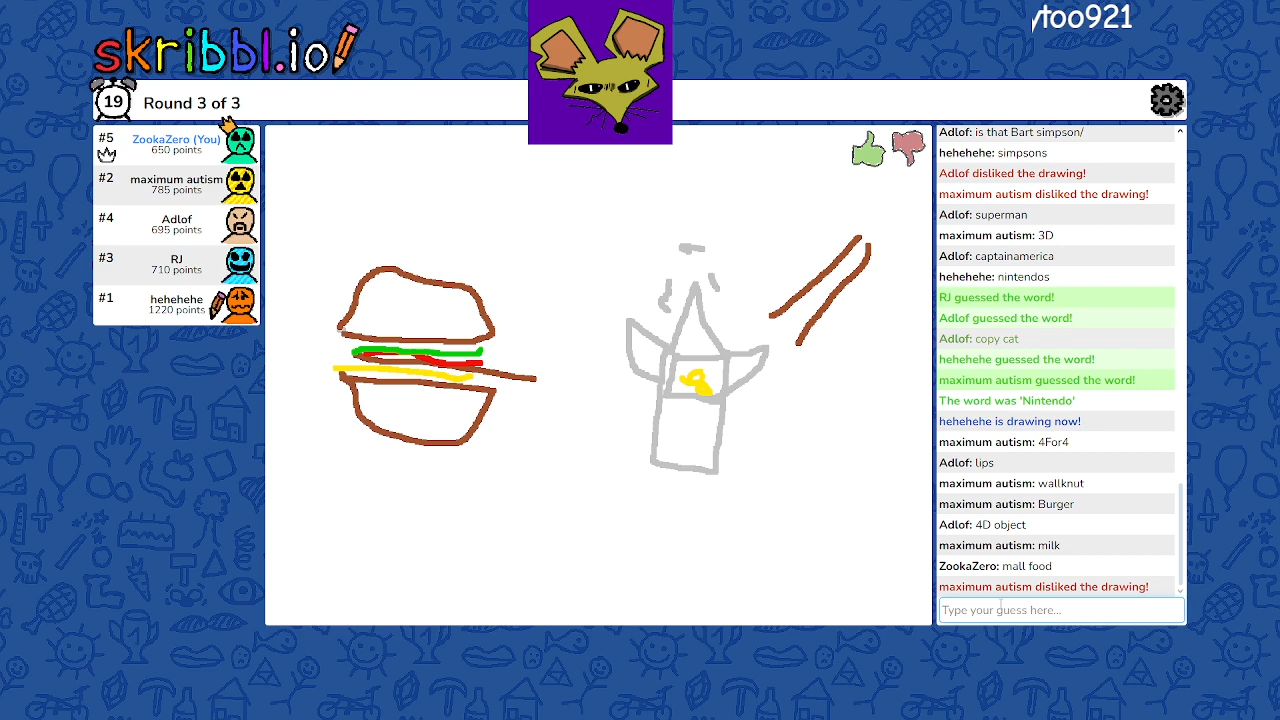 /too921
skribbl.io
19
Round 3 of 3
#5
ZookaZero (You)
650 points
#2
maximum autism
785 points
#4
Adlof
695 points
#3
RJ
710 points
#1
hehehehe
1220 points
Adlof: is that Bart simpson/
hehehehe: simpsons
Adlof disliked the drawing!
maximum autism disliked the drawing!
Adlof: superman
maximum autism: 3D
Adlof: captainamerica
hehehehe: nintendos
RJ guessed the word!
Adlof guessed the word!
Adlof: copy cat
hehehehe guessed the word!
maximum autism guessed the word!
The word was 'Nintendo'
hehehehe is drawing now!
maximum autism: 4For4
Adlof: lips
maximum autism: wallknut
maximum autism: Burger
Adlof: 4D object
maximum autism: milk
ZookaZero: mall food
maximum autism disliked the drawing!
Type your guess here...